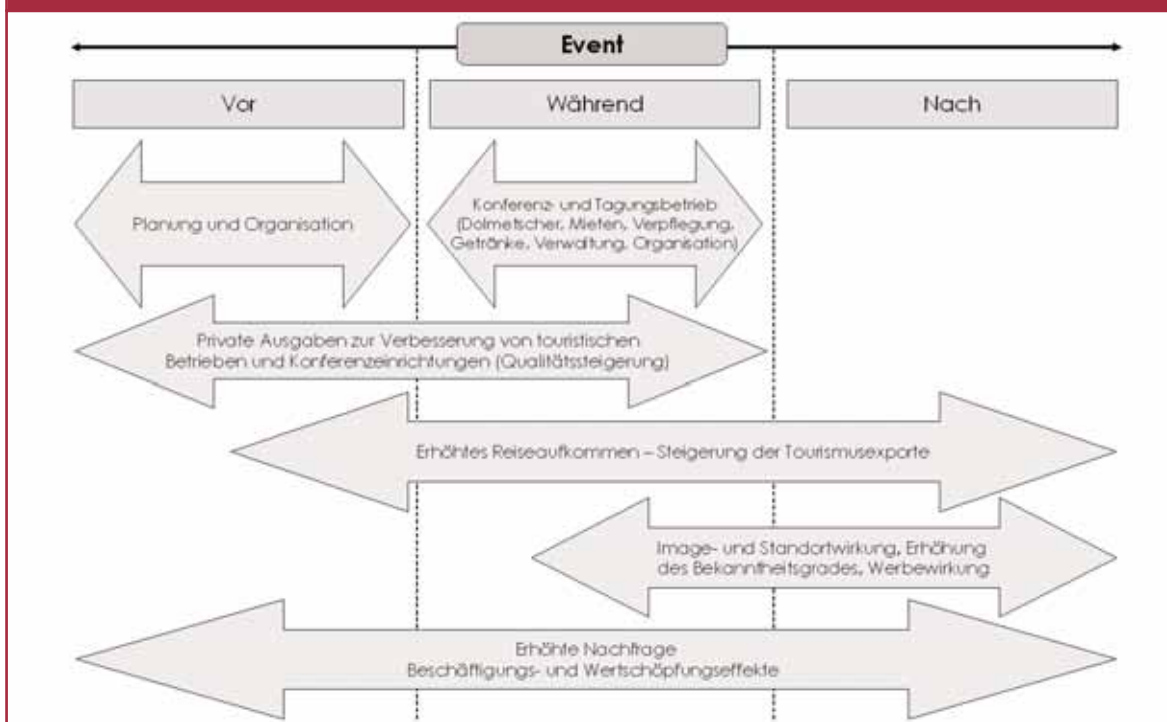 Event
Vor
Während
Nach
Planung und Organisation
Konferenz- und Tagungsbetrieb
(Dolmetscher, Mieten, Verpflegung,
Getränke, Verwaltung, Organisation)
Private Ausgaben zur Verbesserung von touristischen
Betrieben und Konferenzeinrichtungen (Qualitätssteigerung)
Erhöhtes Reiseaufkommen – Steigerung der Tourismusexporte
Image- und Standortwirkung, Erhöhung
des Bekanntheitsgrades, Werbewirkung
Erhöhte Nachfrage
Beschäftigungs- und Wertschöpfungseffekte